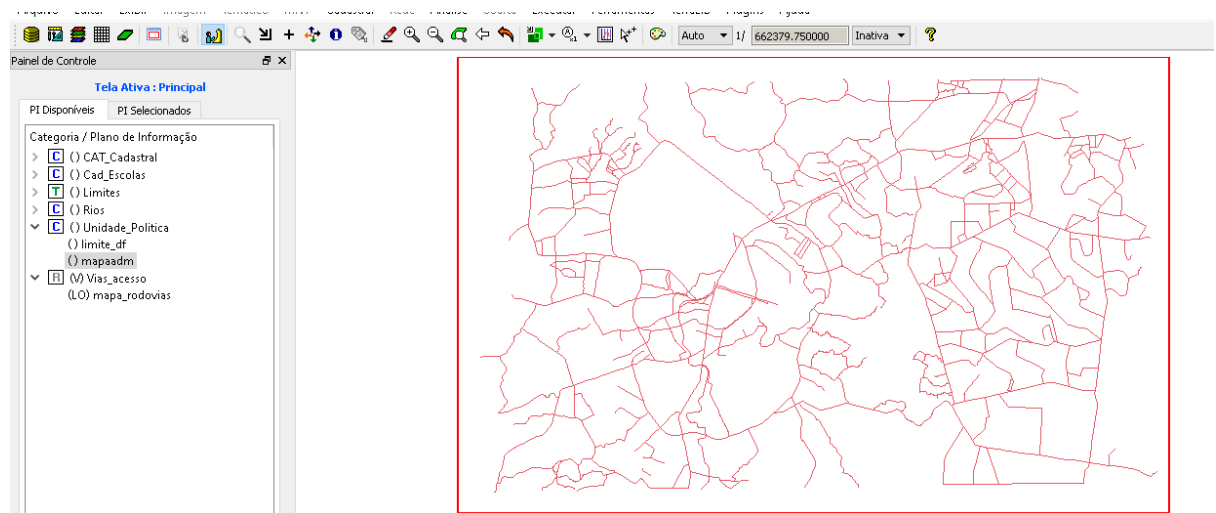 Auto 1/ 662379.750000 Inativa
Painel de Controle
Tela Ativa : Principal
PI Disponíveis PI Selecionados
Categoria / Plano de Informação
C () CAT_Cadastral
C () Cad_Escolas
T () Limites
C () Rios
C () Unidade_Politica
() limite_df
() mapaadm
R (V) Vias_acesso
(LO) mapa_rodovias